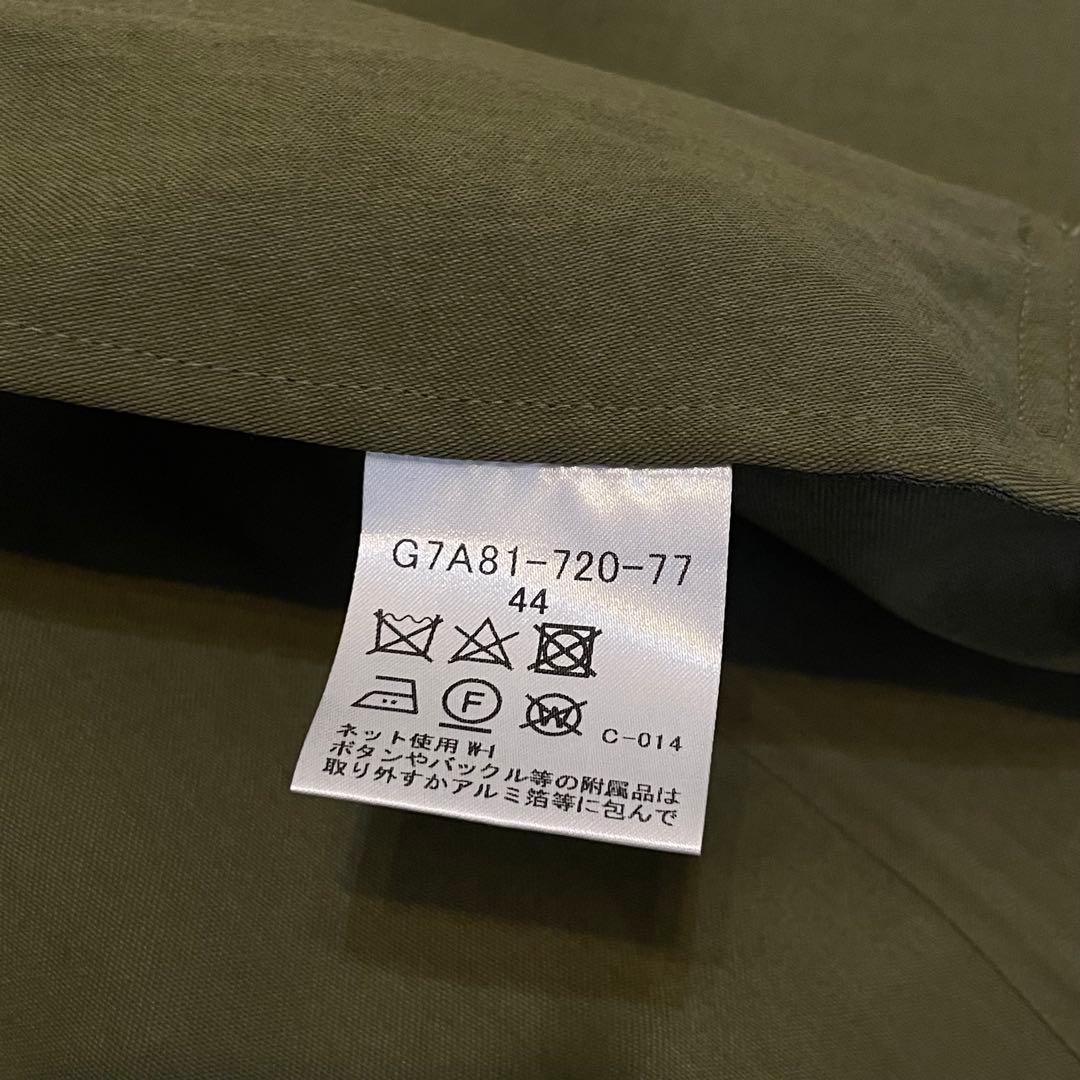 G7A81-720-77
44
F
W
C-014
ネット使用 W-I
ボタンやバックル等の附属品は
取り外すかアルミ箔等に包んで